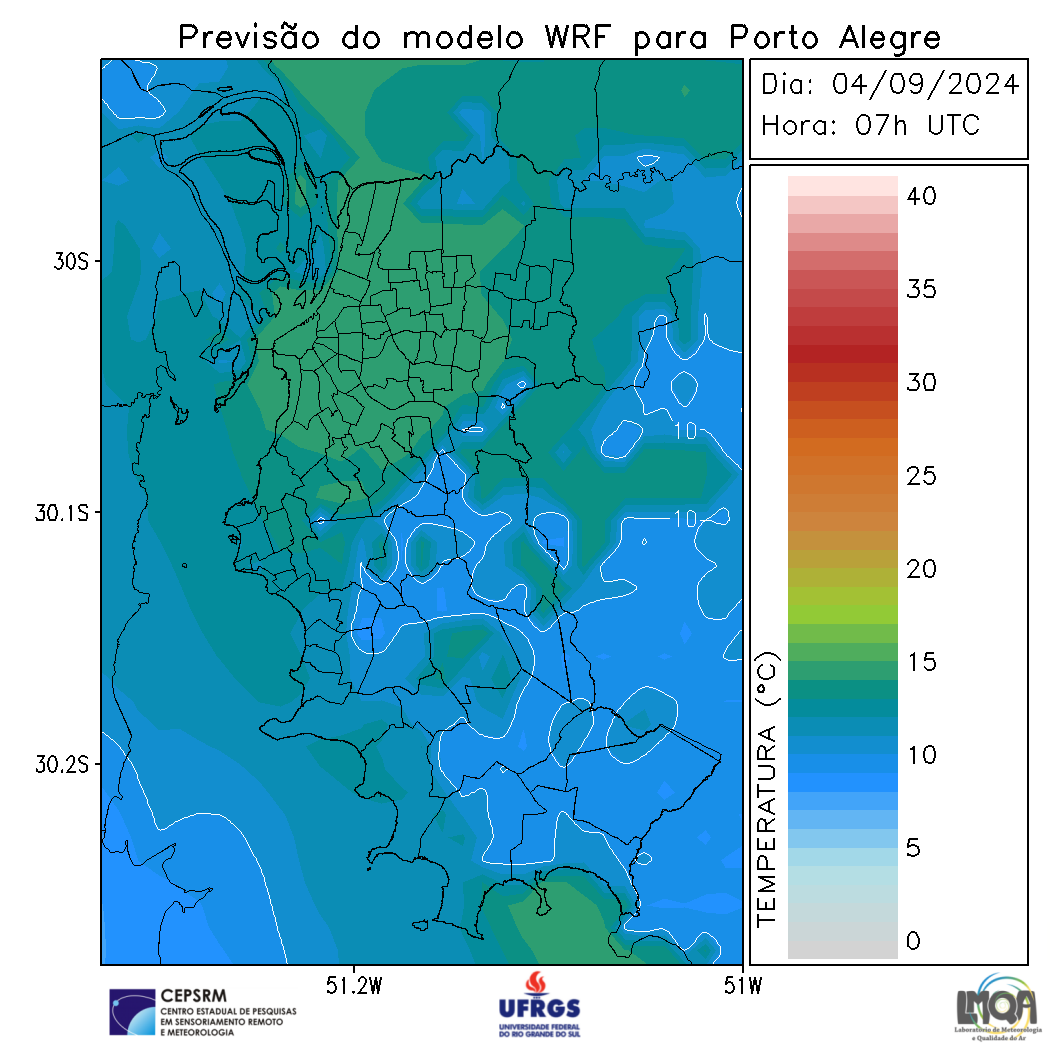 Previsão do modelo WRF para Porto Alegre
Dia: 04/09/2024
Hora: 07h UTC
40
35
30
25
20
15
10
5
0
TEMPERATURA (°C)
30S
30.1S
30.2S
10
10
51.2W
51W
CEPSRM
CENTRO ESTADUAL DE PESQUISAS
EM SENSORIAMENTO REMOTO
E METEOROLOGIA
UFRGS
UNIVERSIDADE FEDERAL
DO RIO GRANDE DO SUL
LMQA
Laboratório de Meteorologia
e Qualidade do Ar